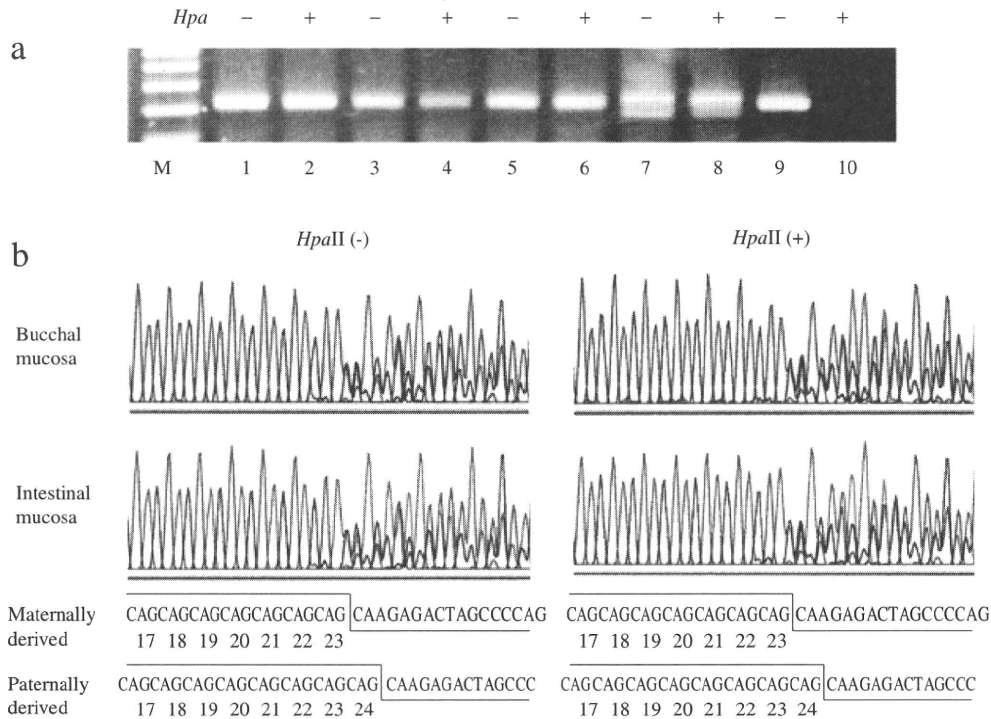 Hpa − + − + − + − + − +
a
M 1 2 3 4 5 6 7 8 9 10
b
HpaII (-) HpaII (+)
Bucchal
mucosa
Intestinal
mucosa
Maternally
derived
CAGCAGCAGCAGCAGCAGCAG CAAGAGACTAGCCCCAG CAGCAGCAGCAGCAGCAGCAG CAAGAGACTAGCCCCAG
17 18 19 20 21 22 23 17 18 19 20 21 22 23
Paternally
derived
CAGCAGCAGCAGCAGCAGCAGCAG CAAGAGACTAGCCC CAGCAGCAGCAGCAGCAGCAGCAG CAAGAGACTAGCCC
17 18 19 20 21 22 23 24 17 18 19 20 21 22 23 24